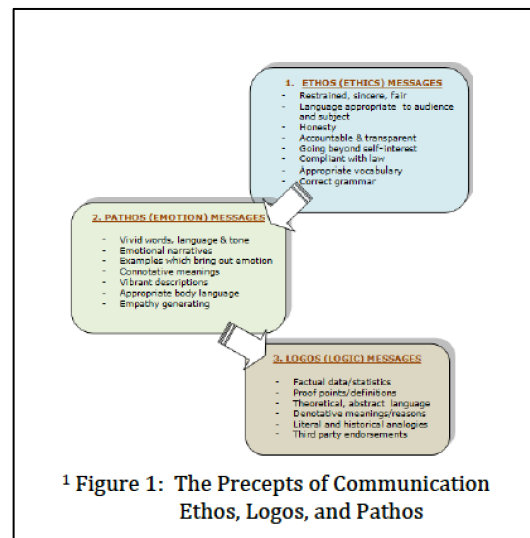 1. ETHOS (ETHICS) MESSAGES
- Restrained, sincere, fair
- Language appropriate to audience
and subject
- Honesty
- Accountable & transparent
- Going beyond self-interest
- Compliant with law
- Appropriate vocabulary
- Correct grammar
2. PATHOS (EMOTION) MESSAGES
- Vivid words, language & tone
- Emotional narratives
- Examples which bring out emotion
- Connotative meanings
- Vibrant descriptions
- Appropriate body language
- Empathy generating
3. LOGOS (LOGIC) MESSAGES
- Factual data/statistics
- Proof points/definitions
- Theoretical, abstract language
- Denotative meanings/reasons
- Literal and historical analogies
- Third party endorsements
1 Figure 1: The Precepts of Communication
Ethos, Logos, and Pathos